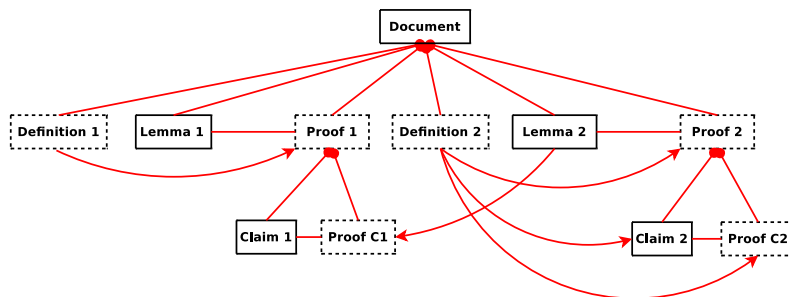 Document
Definition 1
Lemma 1
Proof 1
Definition 2
Lemma 2
Proof 2
Claim 1
Proof C1
Claim 2
Proof C2